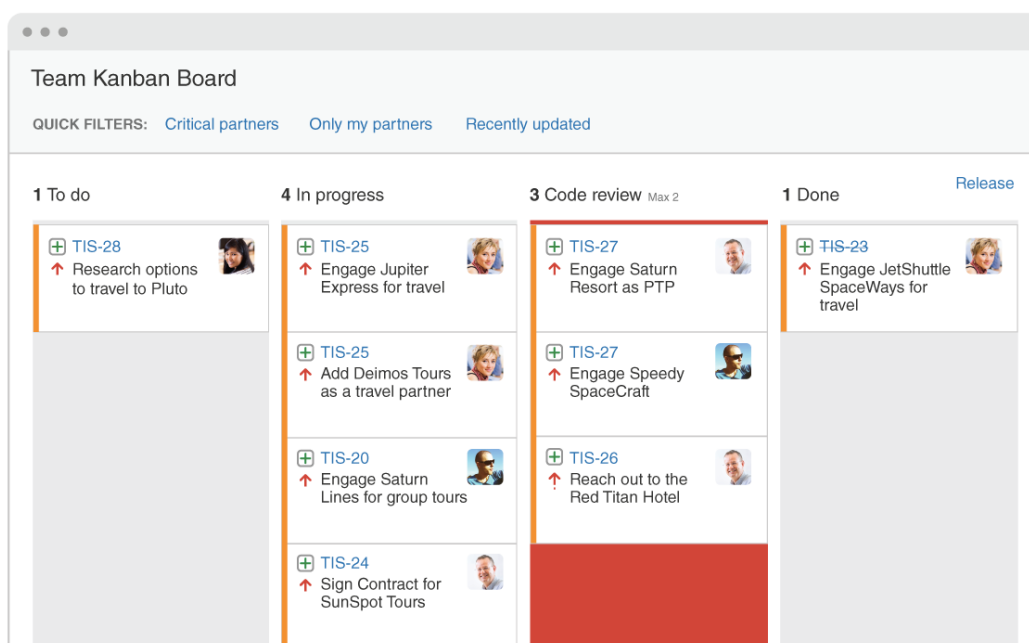 Team Kanban Board
QUICK FILTERS: Critical partners Only my partners Recently updated
Release
1 To do
TIS-28
Research options
to travel to Pluto
4 In progress
TIS-25
Engage Jupiter
Express for travel
TIS-25
Add Deimos Tours
as a travel partner
TIS-20
Engage Saturn
Lines for group tours
TIS-24
Sign Contract for
SunSpot Tours
3 Code review Max 2
TIS-27
Engage Saturn
Resort as PTP
TIS-27
Engage Speedy
SpaceCraft
TIS-26
Reach out to the
Red Titan Hotel
1 Done
TIS-23
Engage JetShuttle
SpaceWays for
travel